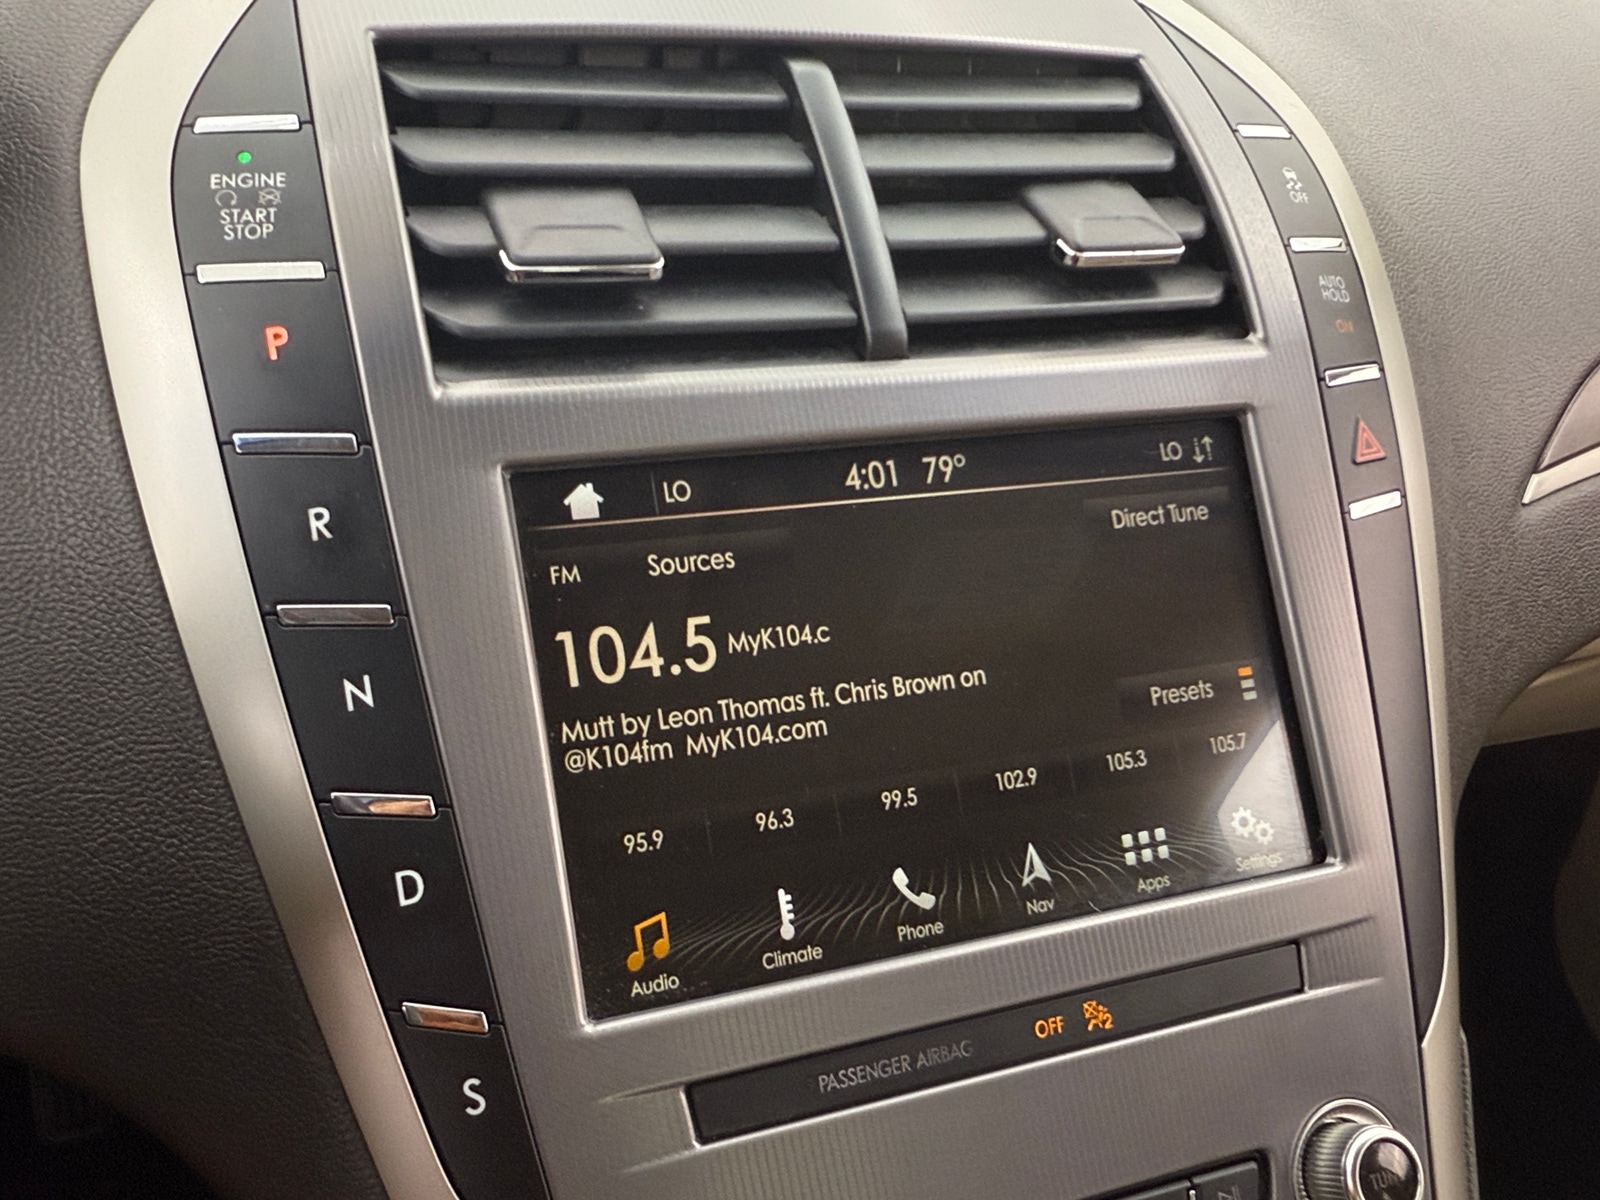 ENGINE
START
STOP
P
R
N
D
S
OFF
AUTO
HOLD
ON
LO
4:01 79°
LO
Direct Tune
FM
Sources
104.5 MyK104.c
Mutt by Leon Thomas ft. Chris Brown on
@K104fm MyK104.com
Presets
95.9
96.3
99.5
102.9
105.3
105.7
Audio
Climate
Phone
Nav
Apps
Settings
PASSENGER AIRBAG
OFF
2